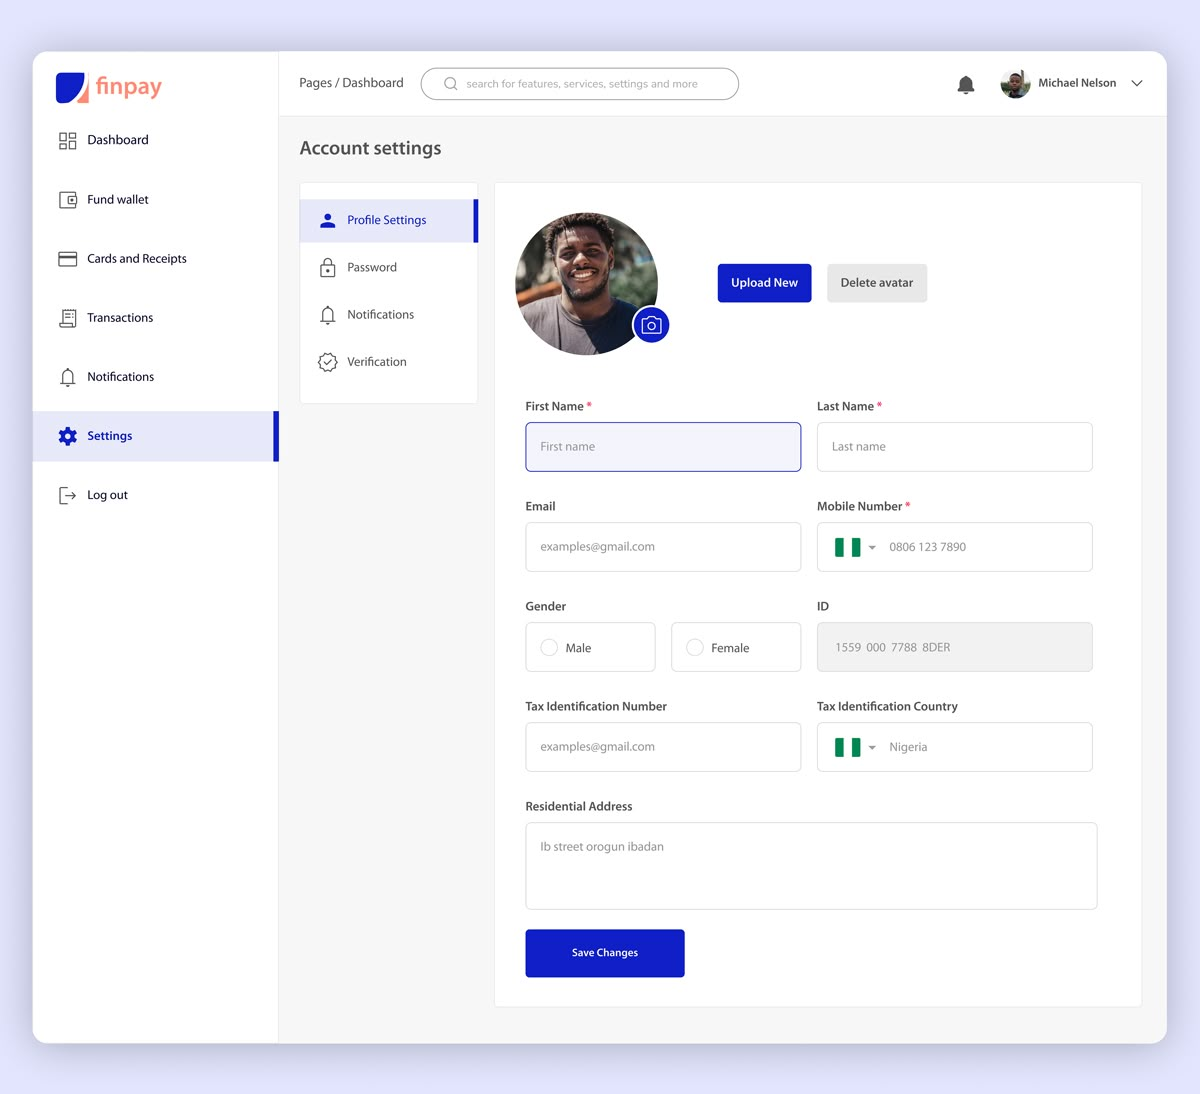 finpay
Pages / Dashboard
search for features, services, settings and more
Michael Nelson
Dashboard
Fund wallet
Cards and Receipts
Transactions
Notifications
Settings
Log out
Account settings
Profile Settings
Password
Notifications
Verification
Upload New
Delete avatar
First Name *
Last Name *
First name
Last name
Email
Mobile Number *
examples@gmail.com
0806 123 7890
Gender
ID
Male
Female
1559 000 7788 8DER
Tax Identification Number
Tax Identification Country
examples@gmail.com
Nigeria
Residential Address
Ib street orogun ibadan
Save Changes